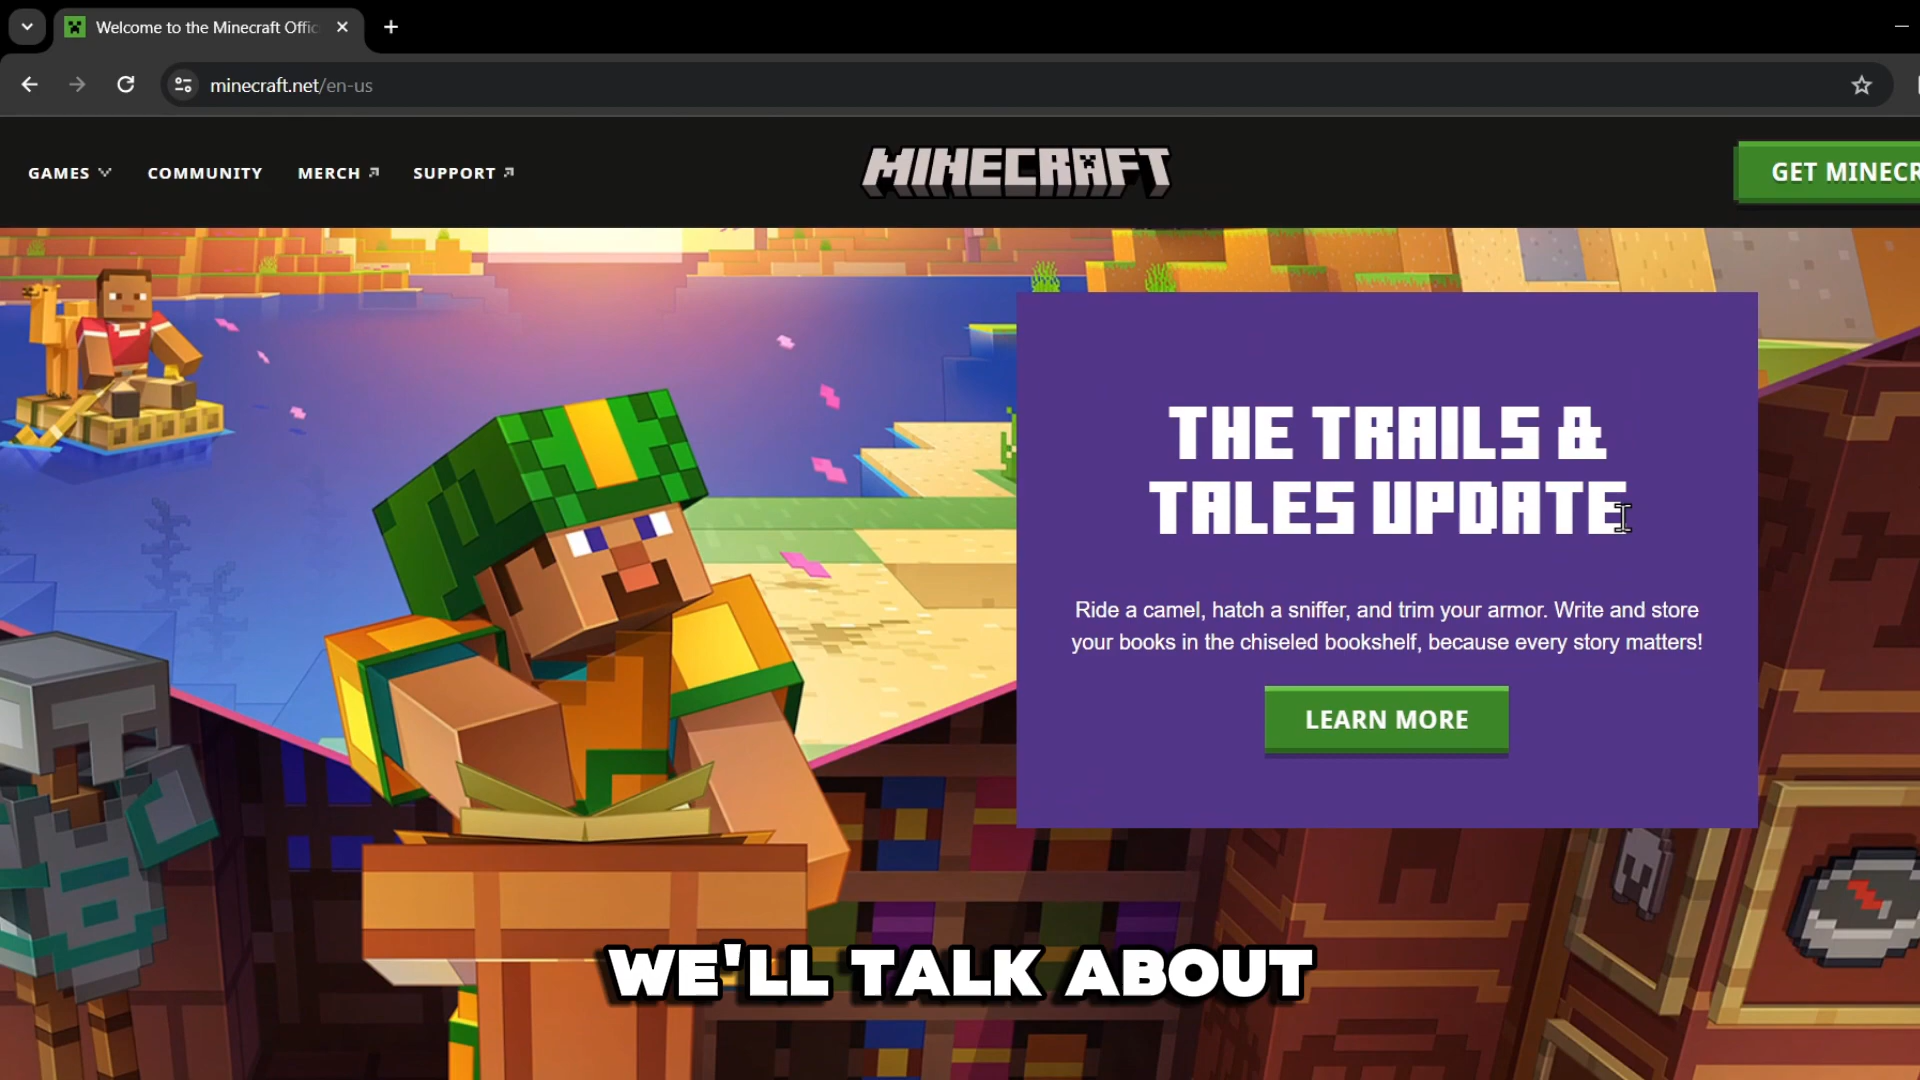 Welcome to the Minecraft Offic
minecraft.net/en-us
GAMES
COMMUNITY
MERCH
SUPPORT
MINECRAFT
GET MINECR
THE TRAILS &
TALES UPDATE
Ride a camel, hatch a sniffer, and trim your armor. Write and store
your books in the chiseled bookshelf, because every story matters!
LEARN MORE
WE'LL TALK ABOUT